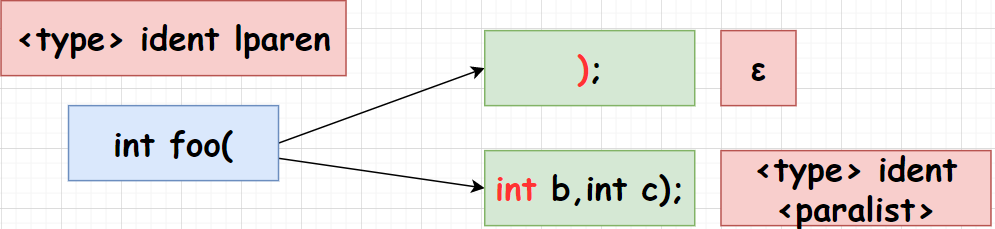 <type> ident lparen
int foo(
);
ε
int b,int c);
<type> ident
<paralist>